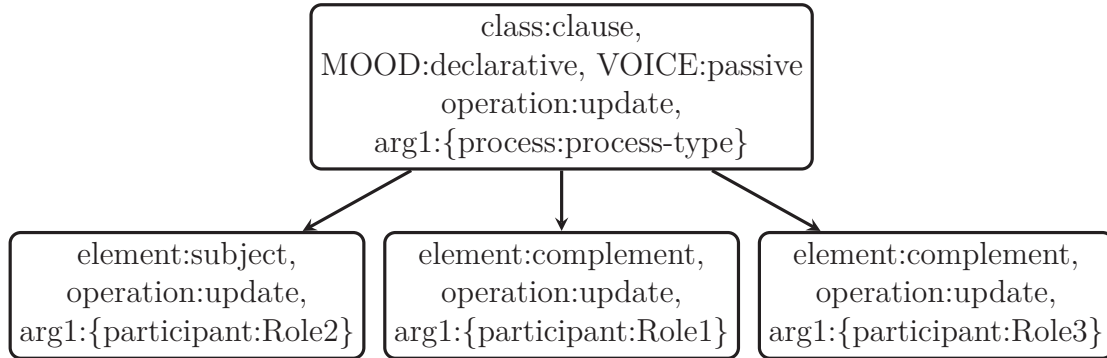 class:clause,
MOOD:declarative, VOICE:passive
operation:update,
arg1:{process:process-type}
element:subject,
operation:update,
arg1:{participant:Role2}
element:complement,
operation:update,
arg1:{participant:Role1}
element:complement,
operation:update,
arg1:{participant:Role3}